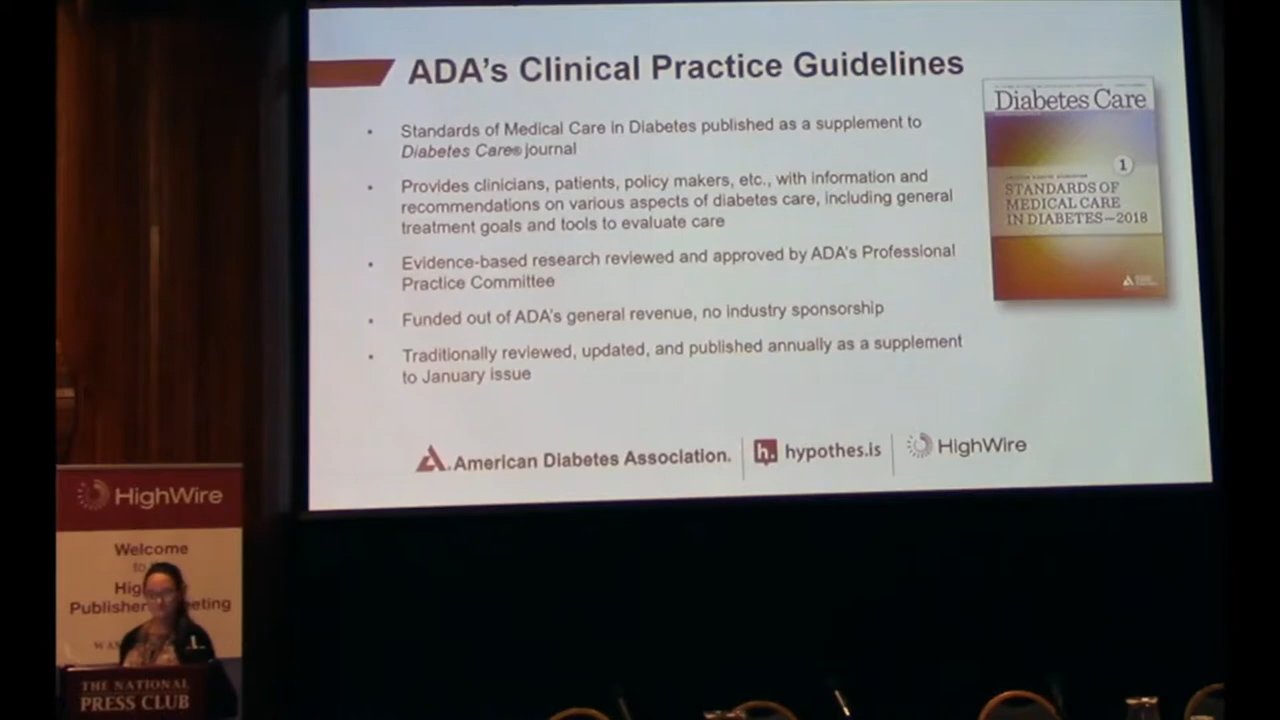 ADA's Clinical Practice Guidelines
• Standards of Medical Care in Diabetes published as a supplement to
Diabetes Care® journal
• Provides clinicians, patients, policy makers, etc., with information and
recommendations on various aspects of diabetes care, including general
treatment goals and tools to evaluate care
• Evidence-based research reviewed and approved by ADA's Professional
Practice Committee
• Funded out of ADA's general revenue, no industry sponsorship
• Traditionally reviewed, updated, and published annually as a supplement
to January issue
Diabetes Care
1
STANDARDS OF
MEDICAL CARE
IN DIABETES—2018
American Diabetes Association.
h. hypothes.is
HighWire
HighWire
Welcome
to
Hig
Publisher eting
WAS
THE NATIONAL
PRESS CLUB